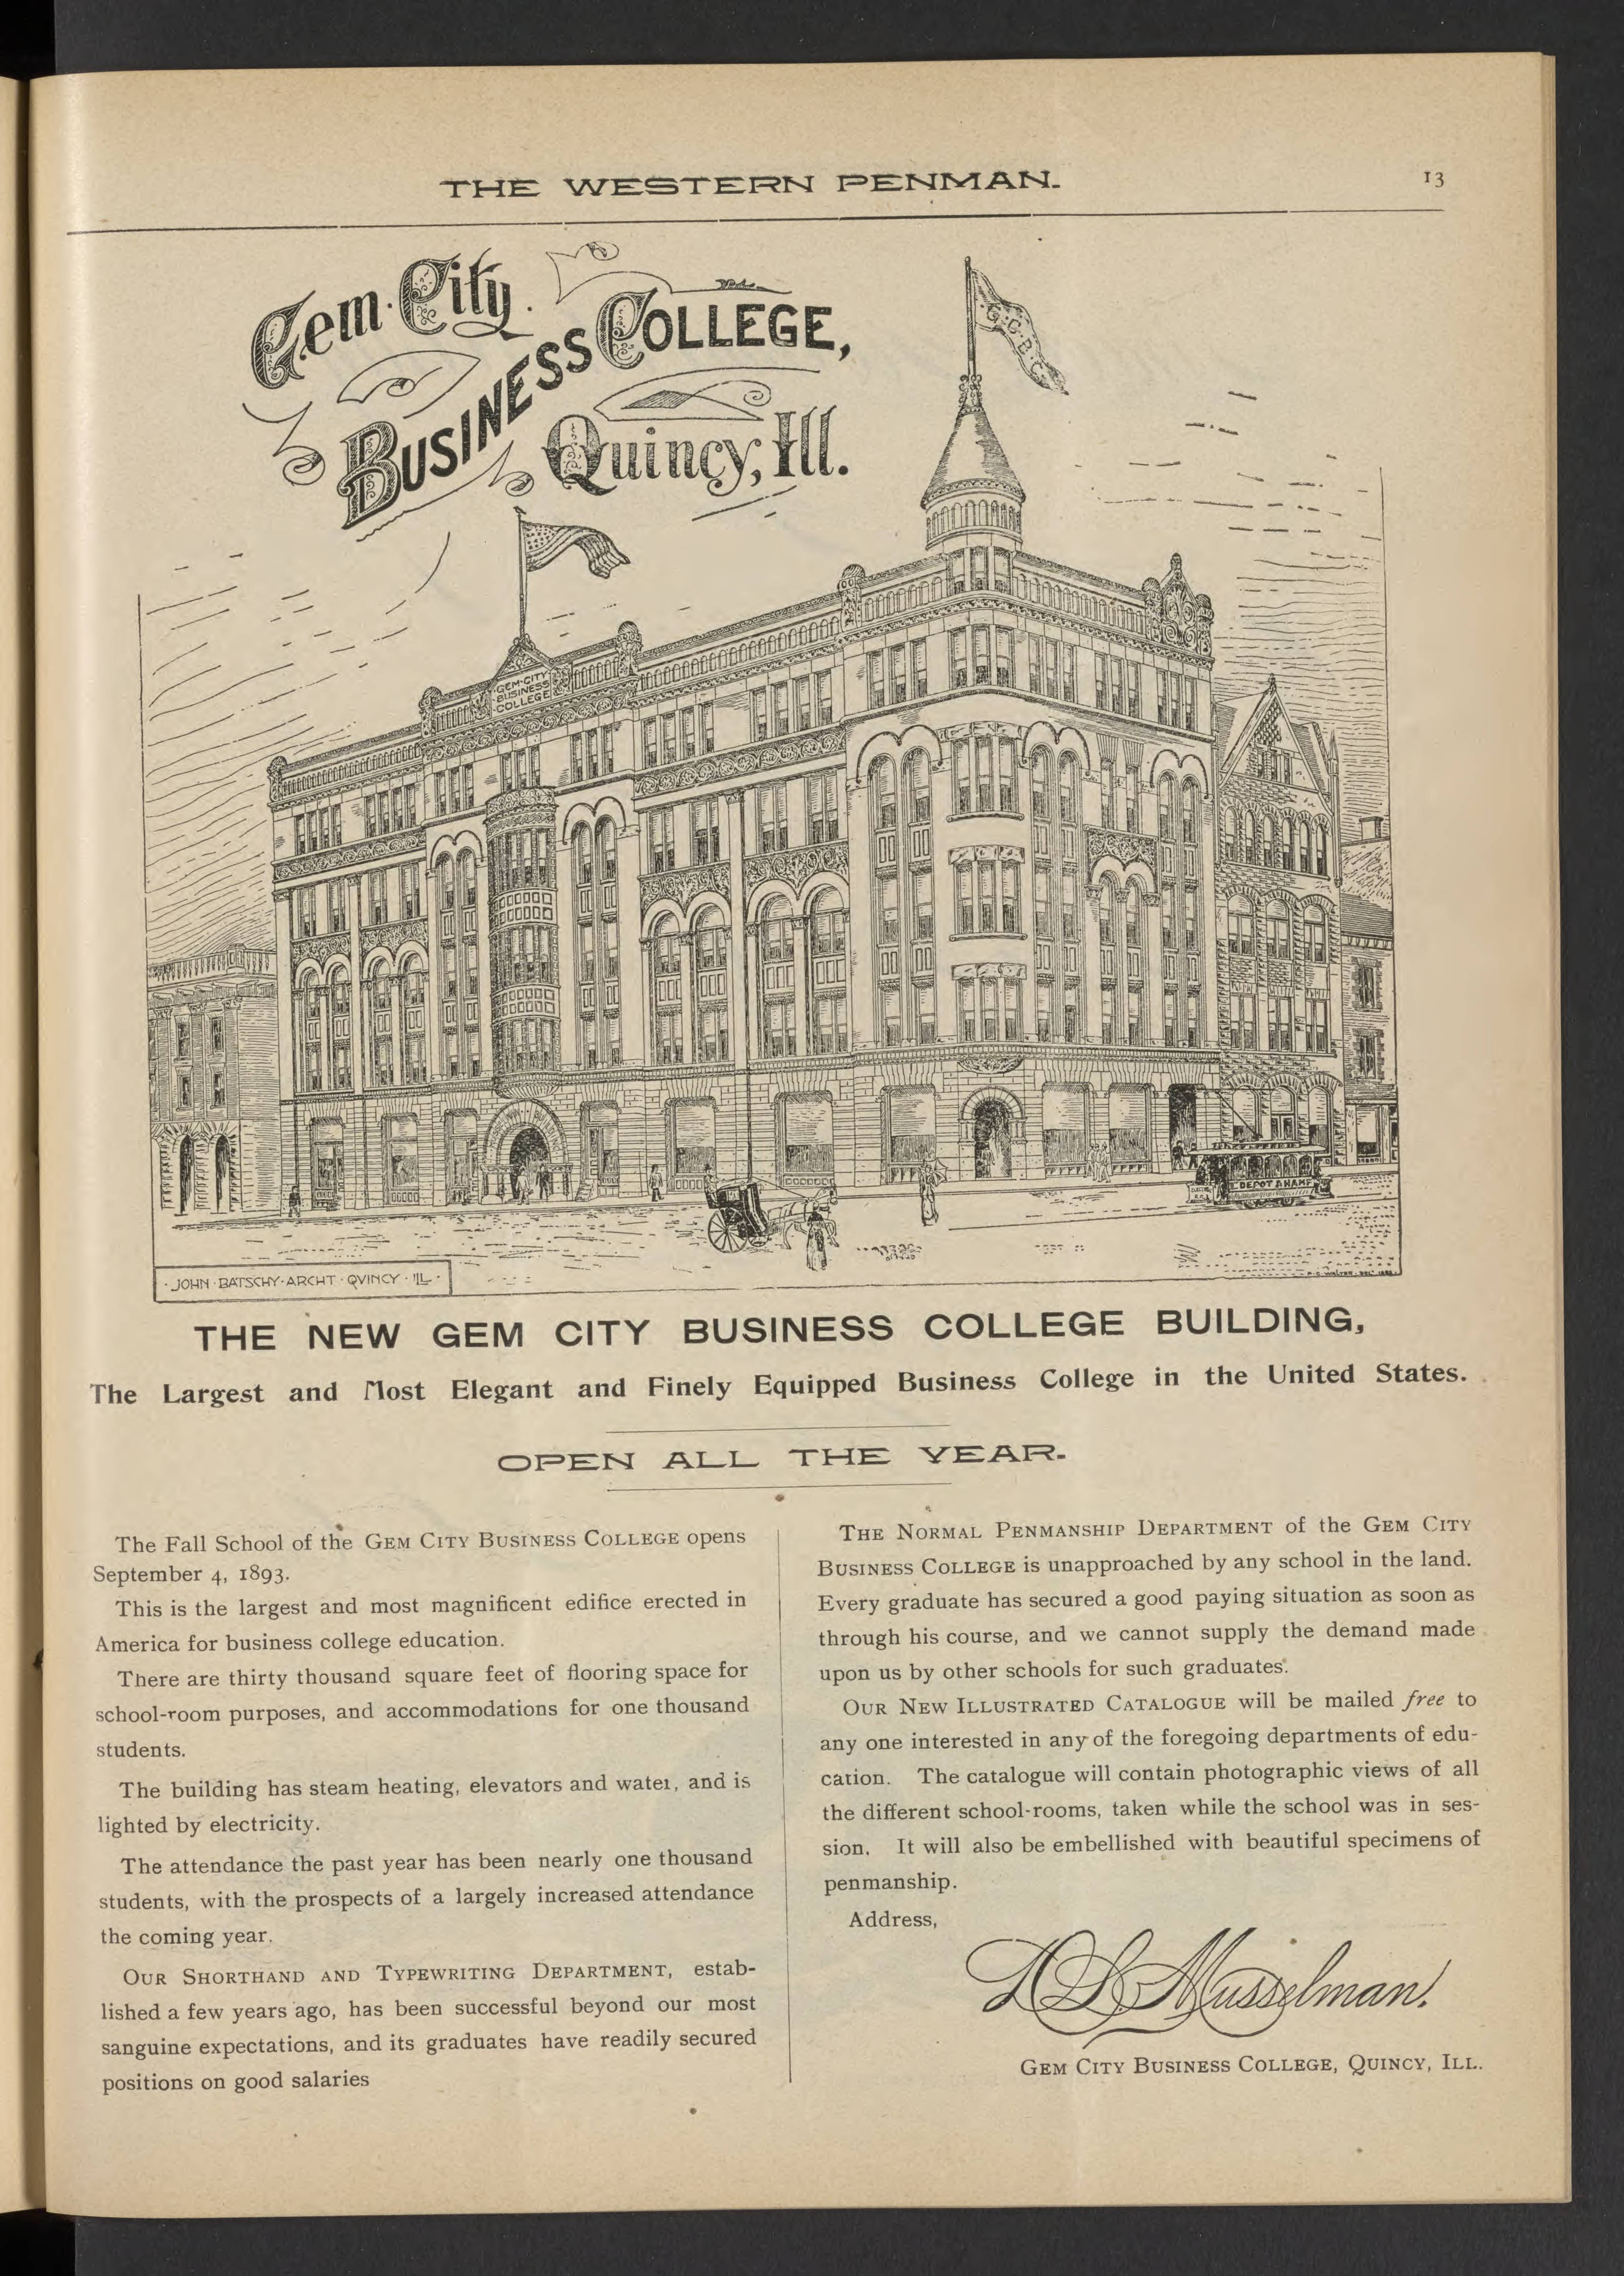 THE WESTERN PENMAN.
13
Gem City
BUSINESS COLLEGE,
Quincy, Ill.
G.C.B.C.
GEM·CITY
BUSINESS
COLLEGE
DEPOT &
·JOHN·BATSCHY·ARCHT·QVINCY·ILL·
THE NEW GEM CITY BUSINESS COLLEGE BUILDING,
The Largest and Most Elegant and Finely Equipped Business College in the United States.
OPEN ALL THE YEAR.
The Fall School of the GEM CITY BUSINESS COLLEGE opens
September 4, 1893.
This is the largest and most magnificent edifice erected in
America for business college education.
There are thirty thousand square feet of flooring space for
school-room purposes, and accommodations for one thousand
students.
The building has steam heating, elevators and water, and is
lighted by electricity.
The attendance the past year has been nearly one thousand
students, with the prospects of a largely increased attendance
the coming year.
OUR SHORTHAND AND TYPEWRITING DEPARTMENT, estab-
lished a few years ago, has been successful beyond our most
sanguine expectations, and its graduates have readily secured
positions on good salaries
THE NORMAL PENMANSHIP DEPARTMENT of the GEM CITY
BUSINESS COLLEGE is unapproached by any school in the land.
Every graduate has secured a good paying situation as soon as
through his course, and we cannot supply the demand made
upon us by other schools for such graduates.
OUR NEW ILLUSTRATED CATALOGUE will be mailed free to
any one interested in any of the foregoing departments of edu-
cation. The catalogue will contain photographic views of all
the different school-rooms, taken while the school was in ses-
sion. It will also be embellished with beautiful specimens of
penmanship.
Address,
D L Musselman.
GEM CITY BUSINESS COLLEGE, QUINCY, ILL.